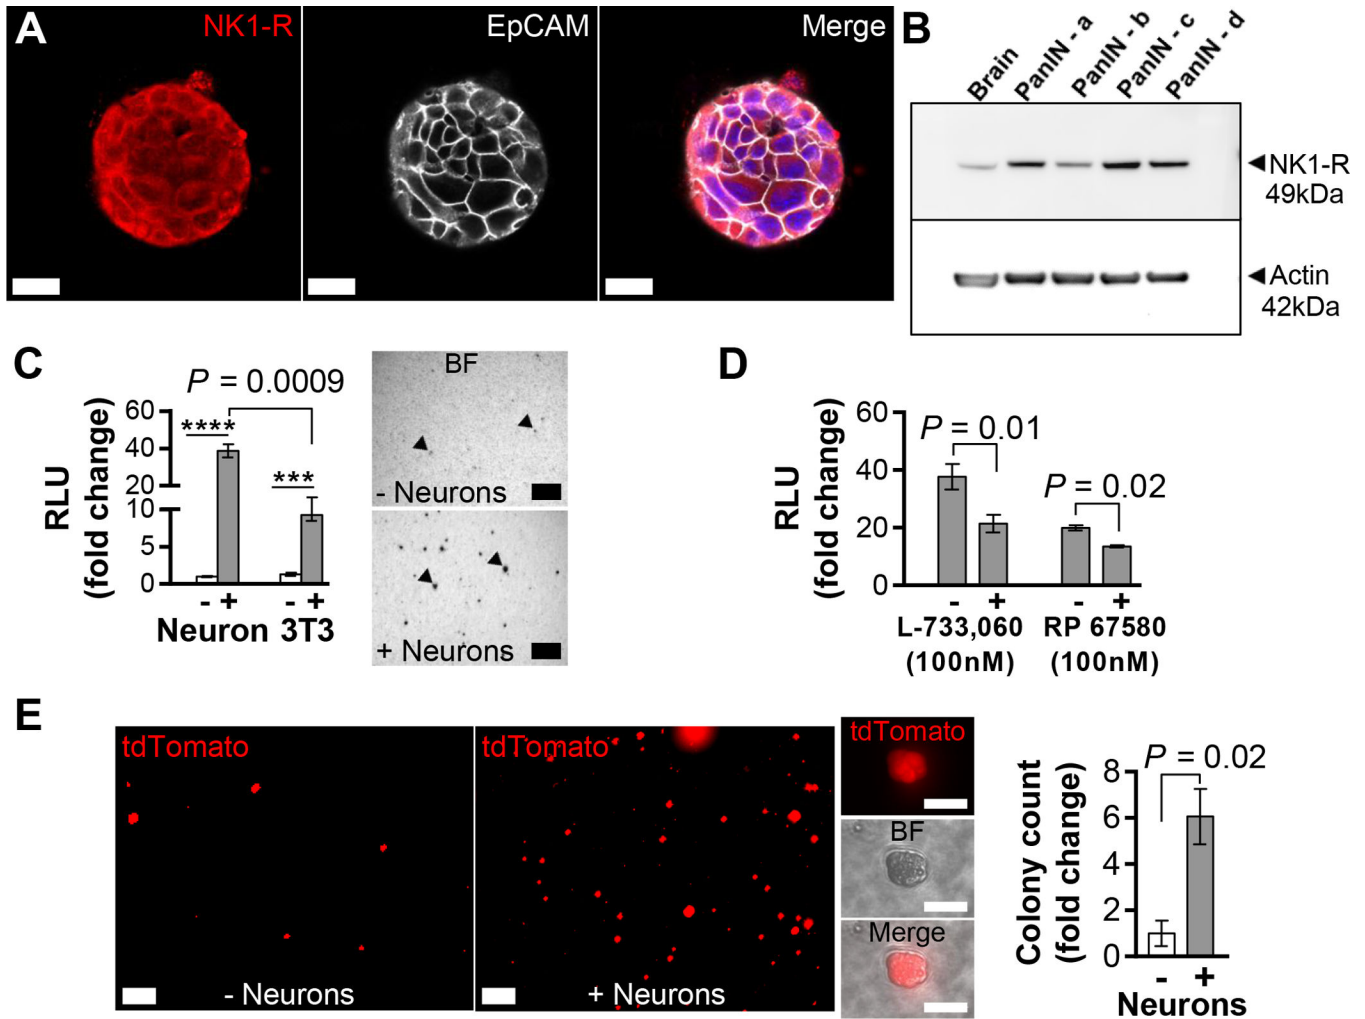 A
NK1-R
EpCAM
Merge
B
Brain
PanIN - a
PanIN - b
PanIN - c
PanIN - d
NK1-R
49kDa
Actin
42kDa
C
P = 0.0009
RLU
(fold change)
60
40
20
10
5
0
****
***
- + - +
Neuron 3T3
BF
- Neurons
+ Neurons
D
RLU
(fold change)
60
40
20
0
P = 0.01
P = 0.02
- + - +
L-733,060
(100nM)
RP 67580
(100nM)
E
tdTomato
- Neurons
tdTomato
+ Neurons
tdTomato
BF
Merge
Colony count
(fold change)
8
6
4
2
0
P = 0.02
- +
Neurons